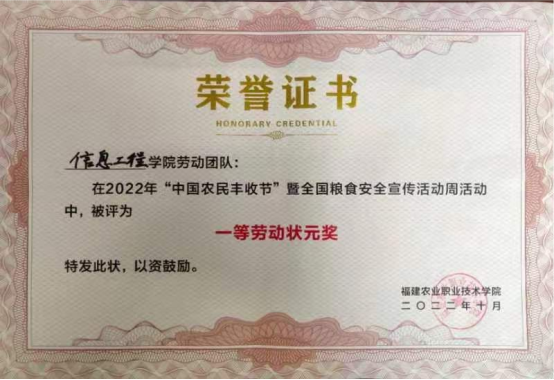 荣誉证书
HONORARY CREDENTIAL
信息工程学院劳动团队：
在2022年“中国农民丰收节”暨全国粮食安全宣传活动周活动
中，被评为
一等劳动状元奖
特发此状，以资鼓励。
福建农业职业技术学院
二〇二二年十月